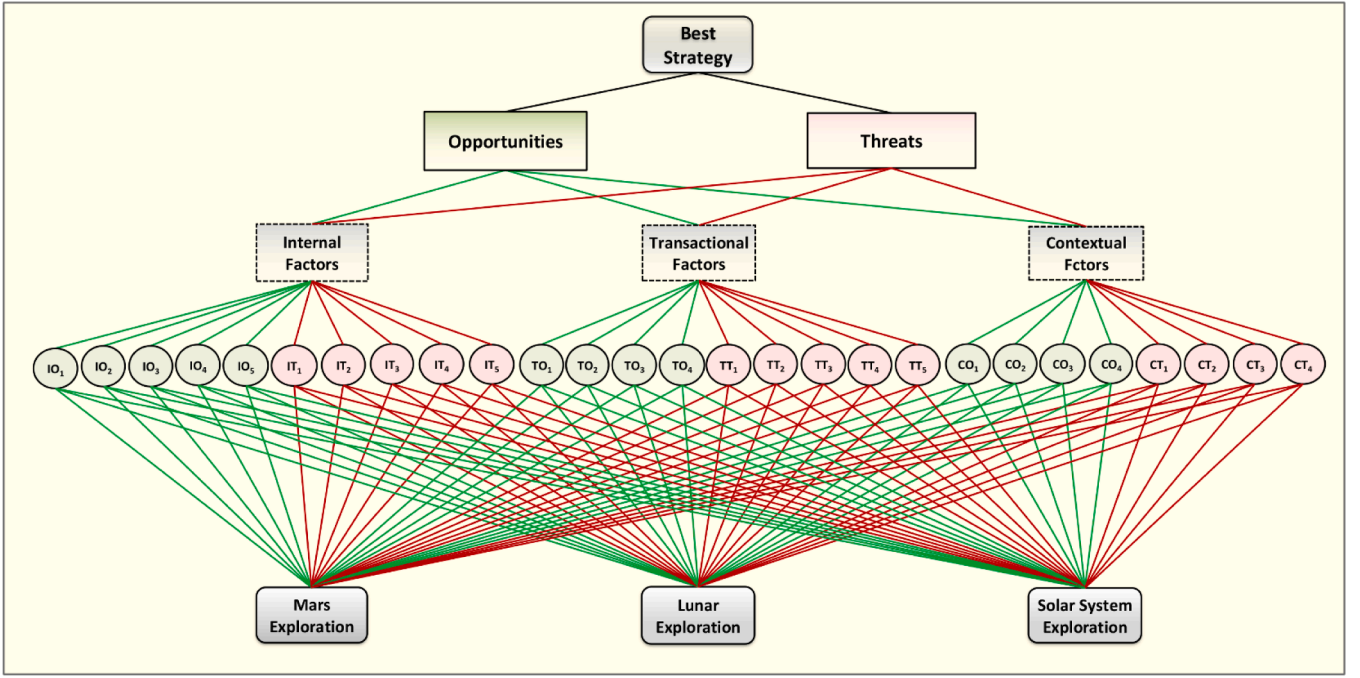 Best
Strategy
Opportunities
Threats
Internal
Factors
Transactional
Factors
Contextual
Fctors
IO₁ IO₂ IO₃ IO₄ IO₅ IT₁ IT₂ IT₃ IT₄ IT₅ TO₁ TO₂ TO₃ TO₄ TT₁ TT₂ TT₃ TT₄ TT₅ CO₁ CO₂ CO₃ CO₄ CT₁ CT₂ CT₃ CT₄
Mars
Exploration
Lunar
Exploration
Solar System
Exploration